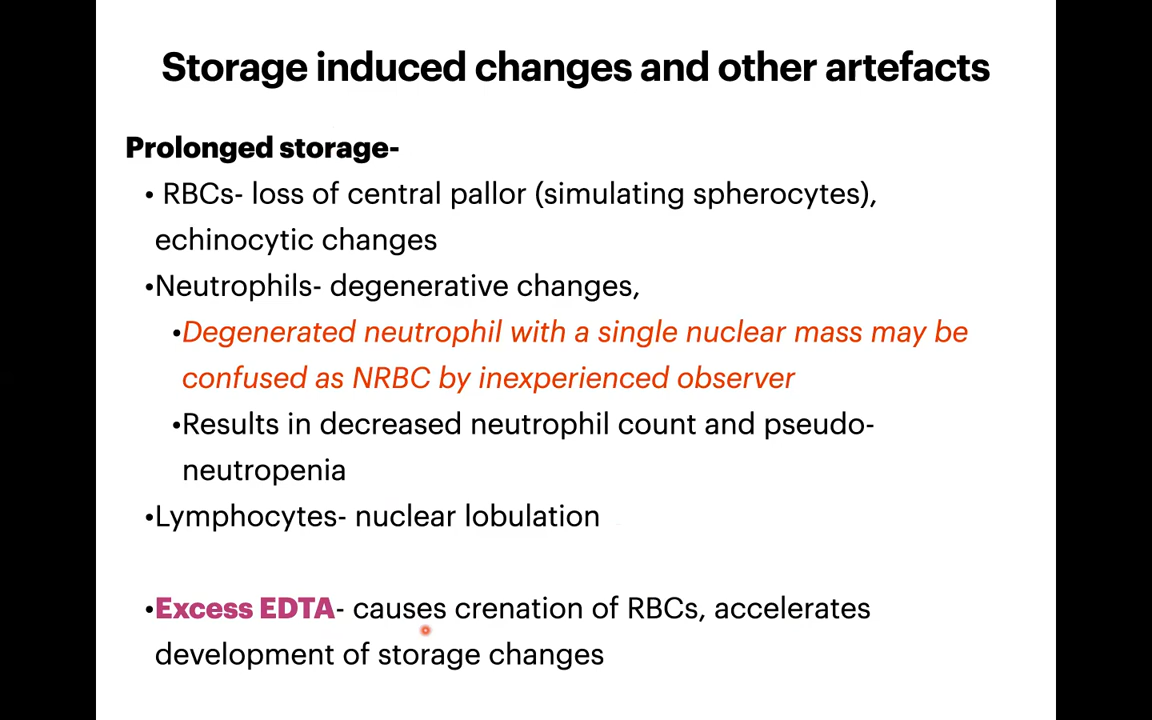 Storage induced changes and other artefacts
Prolonged storage-
• RBCs- loss of central pallor (simulating spherocytes),
echinocytic changes
•Neutrophils- degenerative changes,
•Degenerated neutrophil with a single nuclear mass may be
confused as NRBC by inexperienced observer
•Results in decreased neutrophil count and pseudo-
neutropenia
•Lymphocytes- nuclear lobulation
•Excess EDTA- causes crenation of RBCs, accelerates
development of storage changes